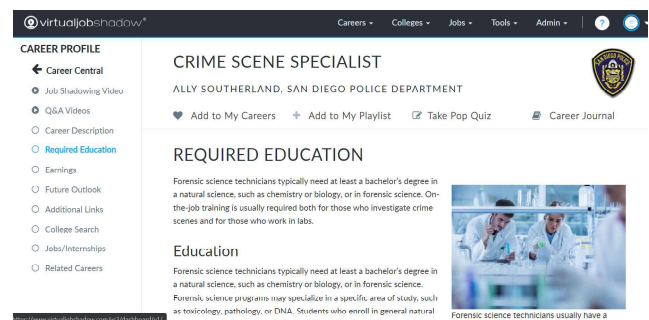 virtualjobshadow®
Careers
Colleges
Jobs
Tools
Admin
?
CAREER PROFILE
Career Central
Job Shadowing Video
Q&A Videos
Career Description
Required Education
Earnings
Future Outlook
Additional Links
College Search
Jobs/Internships
Related Careers
CRIME SCENE SPECIALIST
ALLY SOUTHERLAND, SAN DIEGO POLICE DEPARTMENT
SAN DIEGO POLICE
Add to My Careers
Add to My Playlist
Take Pop Quiz
Career Journal
REQUIRED EDUCATION
Forensic science technicians typically need at least a bachelor's degree in
a natural science, such as chemistry or biology, or in forensic science. On-
the-job training is usually required both for those who investigate crime
scenes and for those who work in labs.
Education
Forensic science technicians typically need at least a bachelor's degree in
a natural science, such as chemistry or biology, or in forensic science.
Forensic science programs may specialize in a specific area of study, such
as toxicology, pathology, or DNA. Students who enroll in general natural
Forensic science technicians usually have a